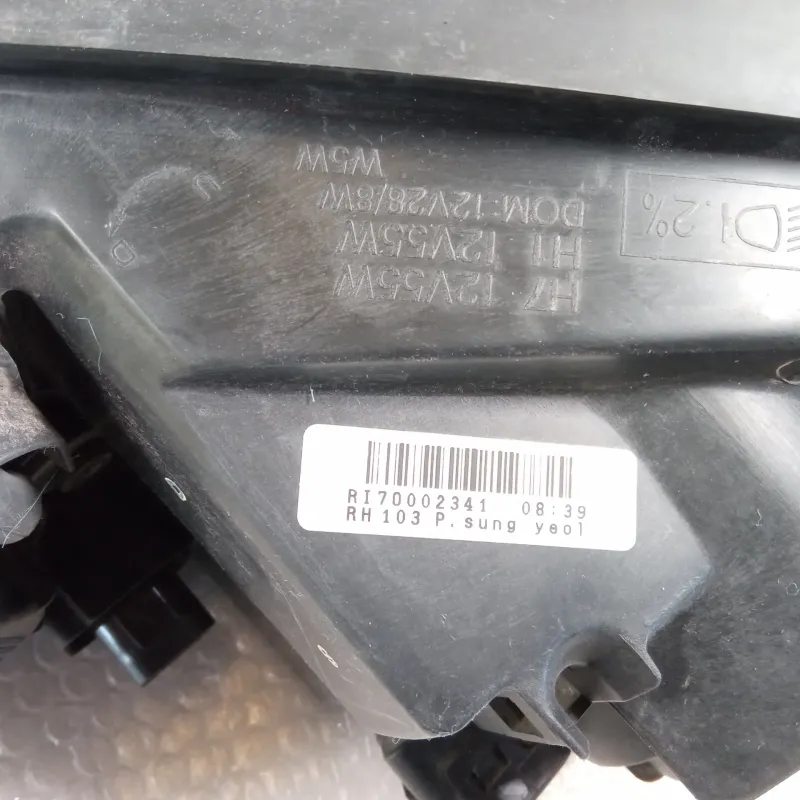 H7 12V55W
H1 12V55W
DOM:12V28/8W
W5W
1.2%
RI70002341 08:39
RH 103 P.sung yeol